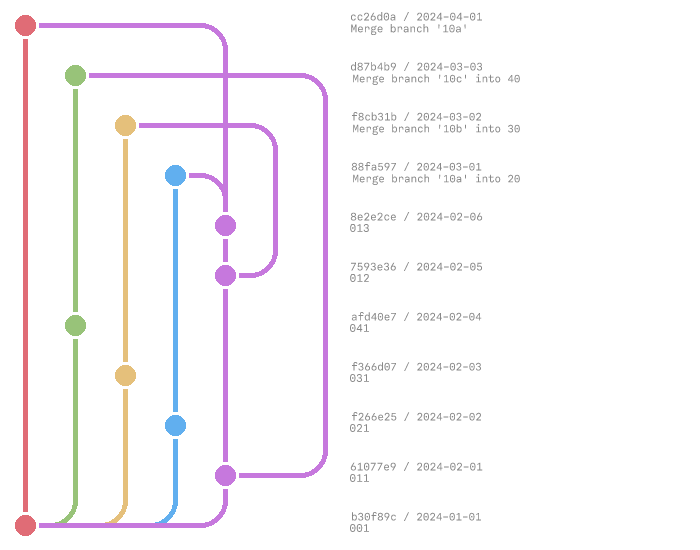 cc26d0a / 2024-04-01
Merge branch '10a'
d87b4b9 / 2024-03-03
Merge branch '10c' into 40
f8cb31b / 2024-03-02
Merge branch '10b' into 30
88fa597 / 2024-03-01
Merge branch '10a' into 20
8e2e2ce / 2024-02-06
013
7593e36 / 2024-02-05
012
afd40e7 / 2024-02-04
041
f366d07 / 2024-02-03
031
f266e25 / 2024-02-02
021
61077e9 / 2024-02-01
011
b30f89c / 2024-01-01
001